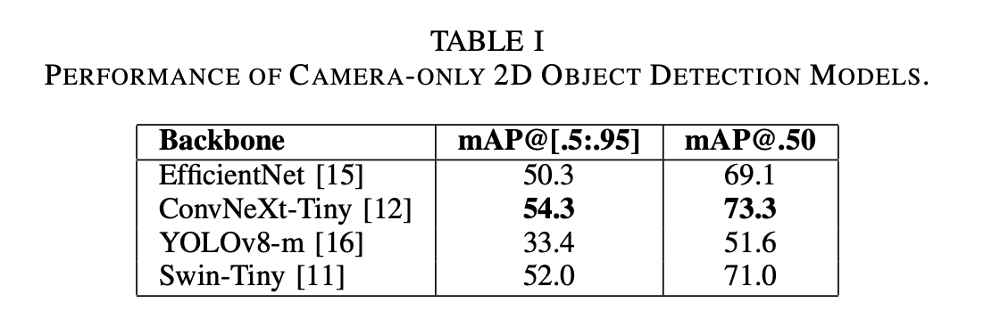 TABLE I
PERFORMANCE OF CAMERA-ONLY 2D OBJECT DETECTION MODELS.
Backbone mAP@[.5:.95] mAP@.50
EfficientNet [15] 50.3 69.1
ConvNeXt-Tiny [12] 54.3 73.3
YOLOv8-m [16] 33.4 51.6
Swin-Tiny [11] 52.0 71.0